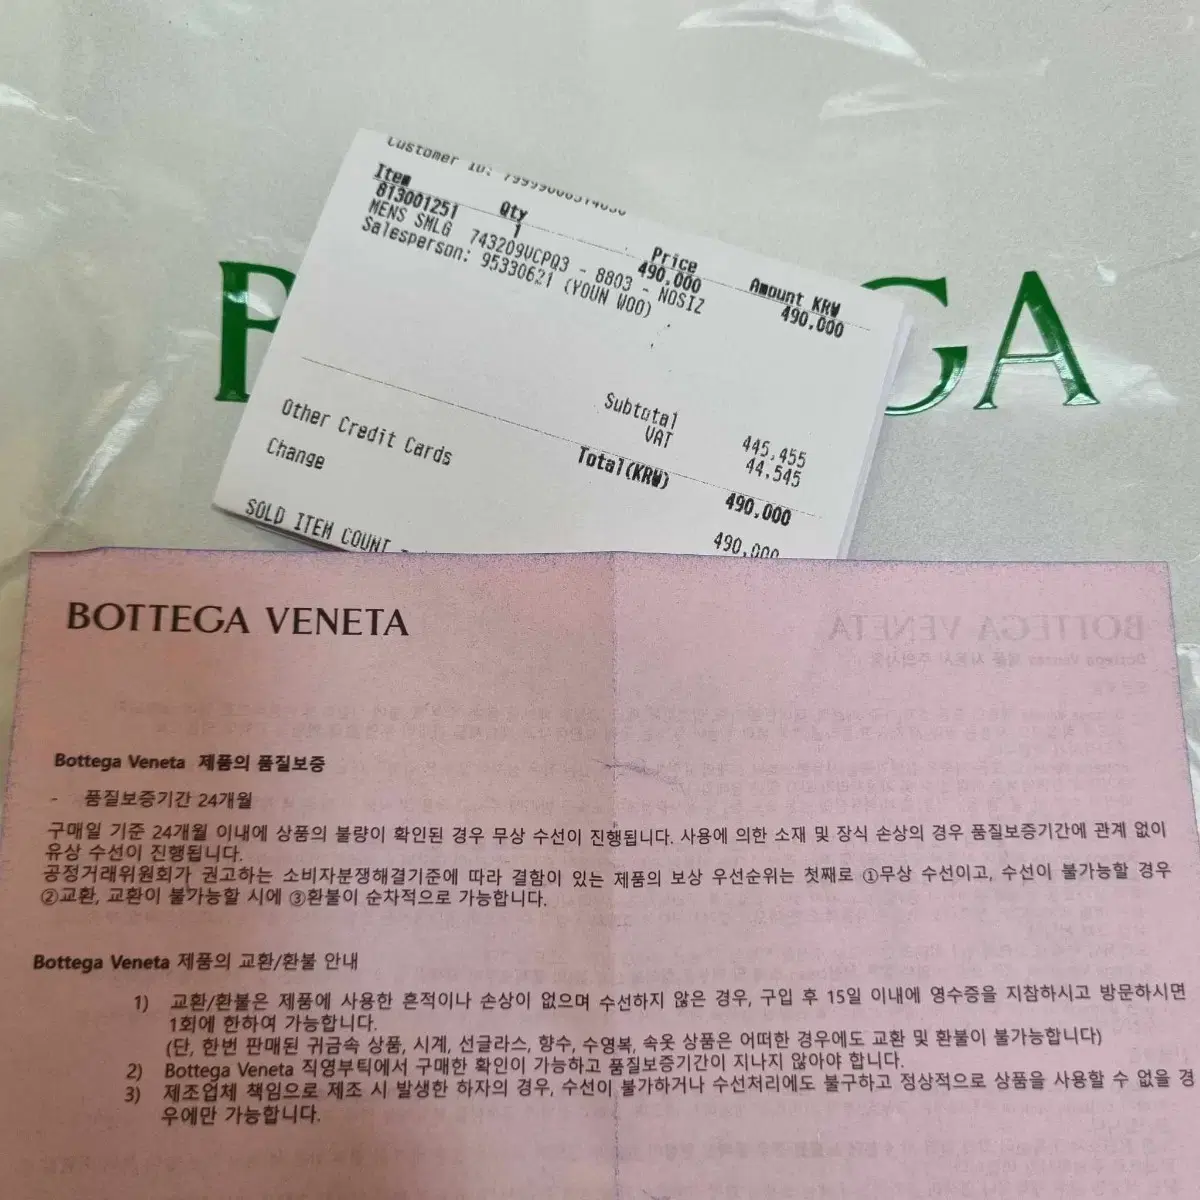 Customer ID:
Item Qty Price Amount KRW
813001251 1 490,000 490,000
MENS SMLG 743209VCPQ3 - 8803 - NOSIZ
Salesperson: 95330621 (YOUN WOO)
Subtotal 445,455
VAT 44,545
Total(KRW) 490,000
Other Credit Cards 490,000
Change
SOLD ITEM COUNT
GA
BOTTEGA VENETA
Bottega Veneta 제품의 품질보증
- 품질보증기간 24개월
구매일 기준 24개월 이내에 상품의 불량이 확인된 경우 무상 수선이 진행됩니다. 사용에 의한 소재 및 장식 손상의 경우 품질보증기간에 관계 없이
유상 수선이 진행됩니다.
공정거래위원회가 권고하는 소비자분쟁해결기준에 따라 결함이 있는 제품의 보상 우선순위는 첫째로 ①무상 수선이고, 수선이 불가능할 경우
②교환, 교환이 불가능할 시에 ③환불이 순차적으로 가능합니다.
Bottega Veneta 제품의 교환/환불 안내
1) 교환/환불은 제품에 사용한 흔적이나 손상이 없으며 수선하지 않은 경우, 구입 후 15일 이내에 영수증을 지참하시고 방문하시면
1회에 한하여 가능합니다.
(단, 한번 판매된 귀금속 상품, 시계, 선글라스, 향수, 수영복, 속옷 상품은 어떠한 경우에도 교환 및 환불이 불가능합니다)
2) Bottega Veneta 직영부틱에서 구매한 확인이 가능하고 품질보증기간이 지나지 않아야 합니다.
3) 제조업체 책임으로 제조 시 발생한 하자의 경우, 수선이 불가하거나 수선처리에도 불구하고 정상적으로 상품을 사용할 수 없을 경
우에만 가능합니다.